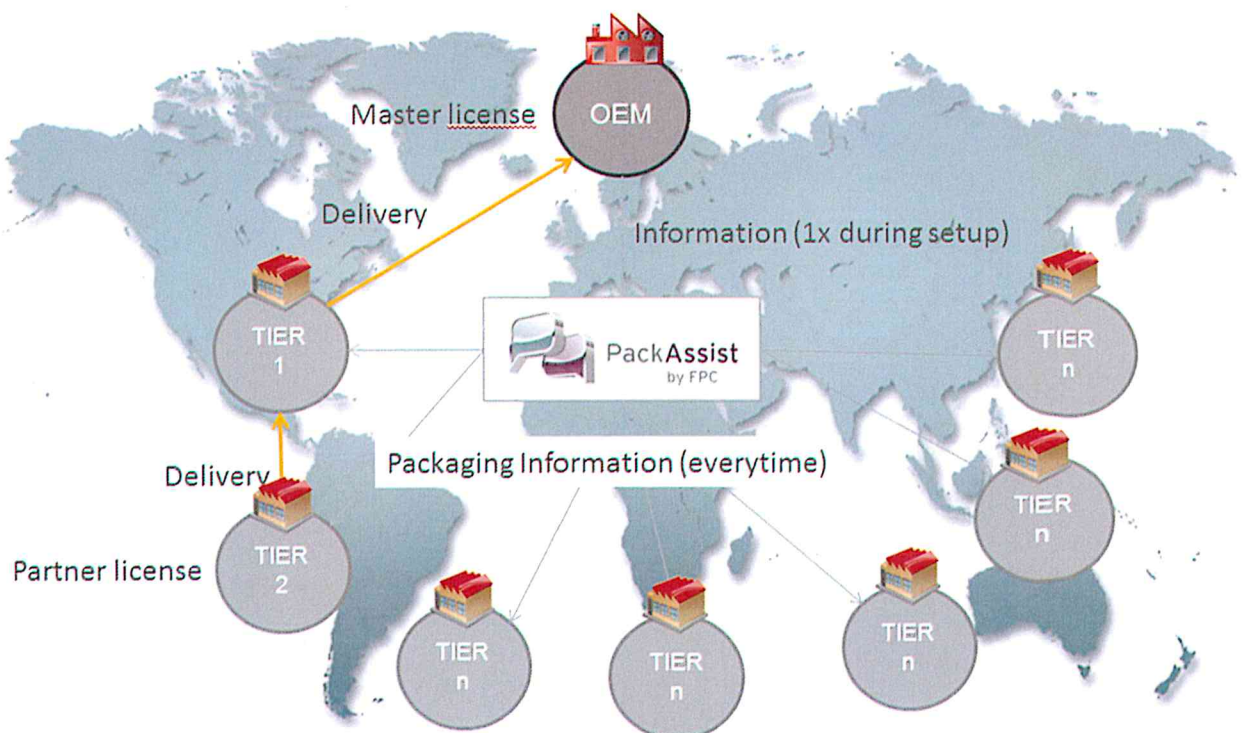 OEM
Master license
Delivery
Information (1x during setup)
TIER
1
PackAssist
by FPC
TIER
n
Packaging Information (everytime)
Delivery
TIER
n
TIER
2
Partner license
TIER
n
TIER
n
TIER
n